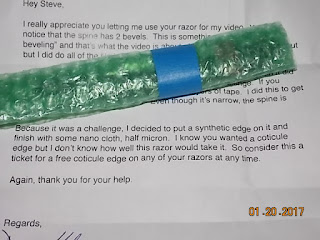 Hey Steve,
I really appreciate you letting me use your razor for my video.
notice that the spine has 2 bevels. This is someth
beveling" and that's the video is
but I did do all of the
did
If you
ers of tape. I did this to get
Even though it's narrow, the spine is
Because it was a challenge, I decided to put a synthetic edge on it and
finish with some nano cloth, half micron. I know you wanted a coticule
edge but I don't know how well this razor would take it. So consider this a
ticket for a free coticule edge on any of your razors at any time.
Again, thank you for your help.
Regards,
01-20-2017